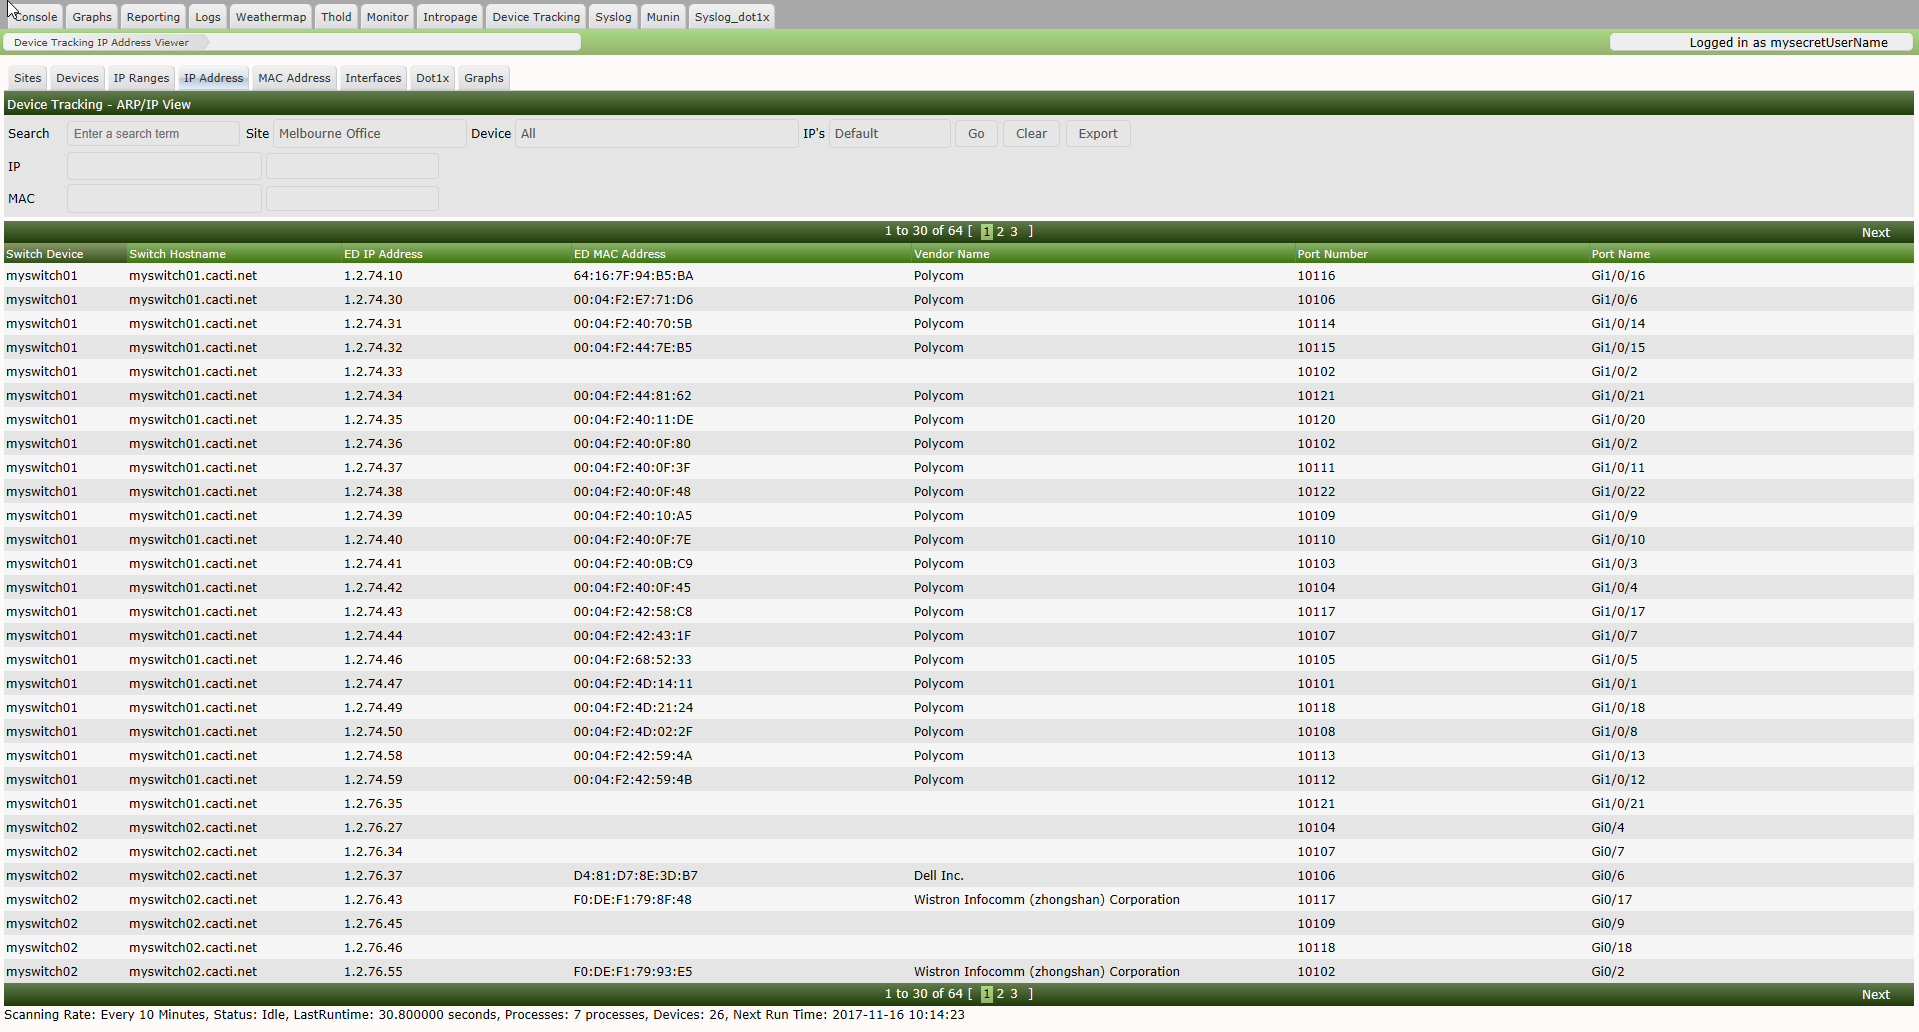 Console Graphs Reporting Logs Weathermap Thold Monitor Intropage Device Tracking Syslog Munin Syslog_dot1x
Device Tracking IP Address Viewer Logged in as mysecretUserName
Sites Devices IP Ranges IP Address MAC Address Interfaces Dot1x Graphs
Device Tracking - ARP/IP View
Search Enter a search term Site Melbourne Office Device All IP's Default Go Clear Export
IP
MAC
1 to 30 of 64 [ 1 2 3 ] Next
Switch Device Switch Hostname ED IP Address ED MAC Address Vendor Name Port Number Port Name
myswitch01 myswitch01.cacti.net 1.2.74.10 64:16:7F:94:B5:BA Polycom 10116 Gi1/0/16
myswitch01 myswitch01.cacti.net 1.2.74.30 00:04:F2:E7:71:D6 Polycom 10106 Gi1/0/6
myswitch01 myswitch01.cacti.net 1.2.74.31 00:04:F2:40:70:5B Polycom 10114 Gi1/0/14
myswitch01 myswitch01.cacti.net 1.2.74.32 00:04:F2:44:7E:B5 Polycom 10115 Gi1/0/15
myswitch01 myswitch01.cacti.net 1.2.74.33 10102 Gi1/0/2
myswitch01 myswitch01.cacti.net 1.2.74.34 00:04:F2:44:81:62 Polycom 10121 Gi1/0/21
myswitch01 myswitch01.cacti.net 1.2.74.35 00:04:F2:40:11:DE Polycom 10120 Gi1/0/20
myswitch01 myswitch01.cacti.net 1.2.74.36 00:04:F2:40:0F:80 Polycom 10102 Gi1/0/2
myswitch01 myswitch01.cacti.net 1.2.74.37 00:04:F2:40:0F:3F Polycom 10111 Gi1/0/11
myswitch01 myswitch01.cacti.net 1.2.74.38 00:04:F2:40:0F:48 Polycom 10122 Gi1/0/22
myswitch01 myswitch01.cacti.net 1.2.74.39 00:04:F2:40:10:A5 Polycom 10109 Gi1/0/9
myswitch01 myswitch01.cacti.net 1.2.74.40 00:04:F2:40:0F:7E Polycom 10110 Gi1/0/10
myswitch01 myswitch01.cacti.net 1.2.74.41 00:04:F2:40:0B:C9 Polycom 10103 Gi1/0/3
myswitch01 myswitch01.cacti.net 1.2.74.42 00:04:F2:40:0F:45 Polycom 10104 Gi1/0/4
myswitch01 myswitch01.cacti.net 1.2.74.43 00:04:F2:42:58:C8 Polycom 10117 Gi1/0/17
myswitch01 myswitch01.cacti.net 1.2.74.44 00:04:F2:42:43:1F Polycom 10107 Gi1/0/7
myswitch01 myswitch01.cacti.net 1.2.74.46 00:04:F2:68:52:33 Polycom 10105 Gi1/0/5
myswitch01 myswitch01.cacti.net 1.2.74.47 00:04:F2:4D:14:11 Polycom 10101 Gi1/0/1
myswitch01 myswitch01.cacti.net 1.2.74.49 00:04:F2:4D:21:24 Polycom 10118 Gi1/0/18
myswitch01 myswitch01.cacti.net 1.2.74.50 00:04:F2:4D:02:2F Polycom 10108 Gi1/0/8
myswitch01 myswitch01.cacti.net 1.2.74.58 00:04:F2:42:59:4A Polycom 10113 Gi1/0/13
myswitch01 myswitch01.cacti.net 1.2.74.59 00:04:F2:42:59:4B Polycom 10112 Gi1/0/12
myswitch01 myswitch01.cacti.net 1.2.76.35 10121 Gi1/0/21
myswitch02 myswitch02.cacti.net 1.2.76.27 10104 Gi0/4
myswitch02 myswitch02.cacti.net 1.2.76.34 10107 Gi0/7
myswitch02 myswitch02.cacti.net 1.2.76.37 D4:81:D7:8E:3D:B7 Dell Inc. 10106 Gi0/6
myswitch02 myswitch02.cacti.net 1.2.76.43 F0:DE:F1:79:8F:48 Wistron Infocomm (zhongshan) Corporation 10117 Gi0/17
myswitch02 myswitch02.cacti.net 1.2.76.45 10109 Gi0/9
myswitch02 myswitch02.cacti.net 1.2.76.46 10118 Gi0/18
myswitch02 myswitch02.cacti.net 1.2.76.55 F0:DE:F1:79:93:E5 Wistron Infocomm (zhongshan) Corporation 10102 Gi0/2
1 to 30 of 64 [ 1 2 3 ] Next
Scanning Rate: Every 10 Minutes, Status: Idle, LastRuntime: 30.800000 seconds, Processes: 7 processes, Devices: 26, Next Run Time: 2017-11-16 10:14:23